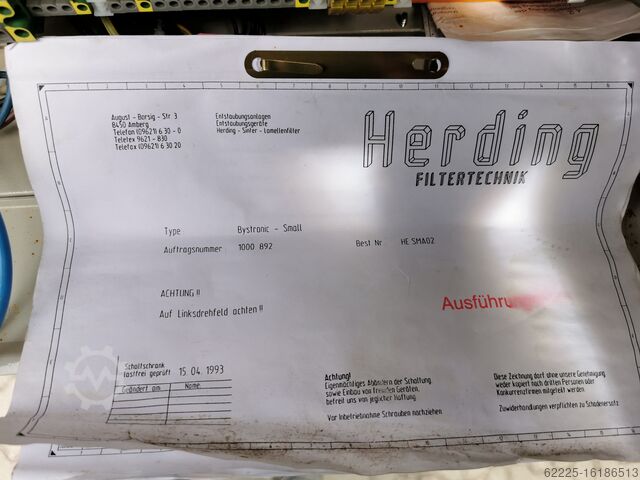 August - Borsig - Str 3
8450 Amberg
Telefon (09621) 6 30 - 0
Teletex 9621 - 830
Telefax (09621) 6 30 20
Entstaubungsanlagen
Entstaubungsgeräte
Herding - Sinter - Lamellenfilter
Herding
FILTERTECHNIK
Type Bystronic - Small
Auftragsnummer 1000 892 Best Nr HE SMA02
ACHTUNG !!
Auf Linksdrehfeld achten !!
Ausführung
Schaltschrank
lastfrei geprüft 15 04. 1993
Geändert am: Name:
Achtung!
Eigenmächtiges Abändern der Schaltung,
sowie Einbau von fremden Geräten,
befreit uns von jeglicher Haftung.
Vor Inbetriebnahme Schrauben nachziehen
Diese Zeichnung darf ohne unsere Genehmigung
weder kopiert noch dritten Personen oder
Konkurrenzfirmen mitgeteilt werden.
Zuwiderhandlungen verpflichten zu Schadenersatz.
62225-16186513